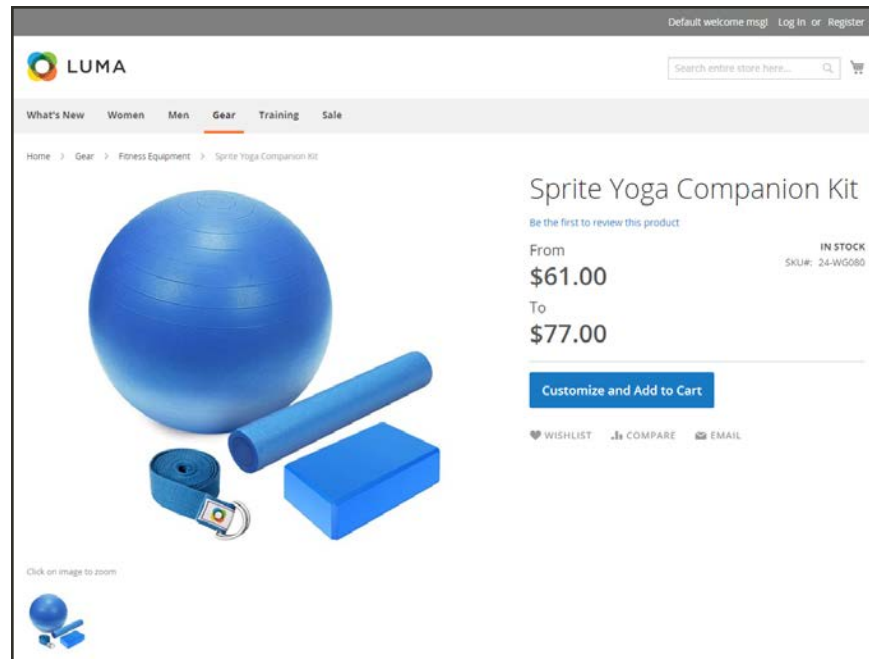 Default welcome msg! Log In or Register
LUMA
Search entire store here...
What's New Women Men Gear Training Sale
Home > Gear > Fitness Equipment > Sprite Yoga Companion Kit
Sprite Yoga Companion Kit
Be the first to review this product
From
IN STOCK
$61.00
SKU#: 24-WG080
To
$77.00
Customize and Add to Cart
WISHLIST COMPARE EMAIL
Click on image to zoom